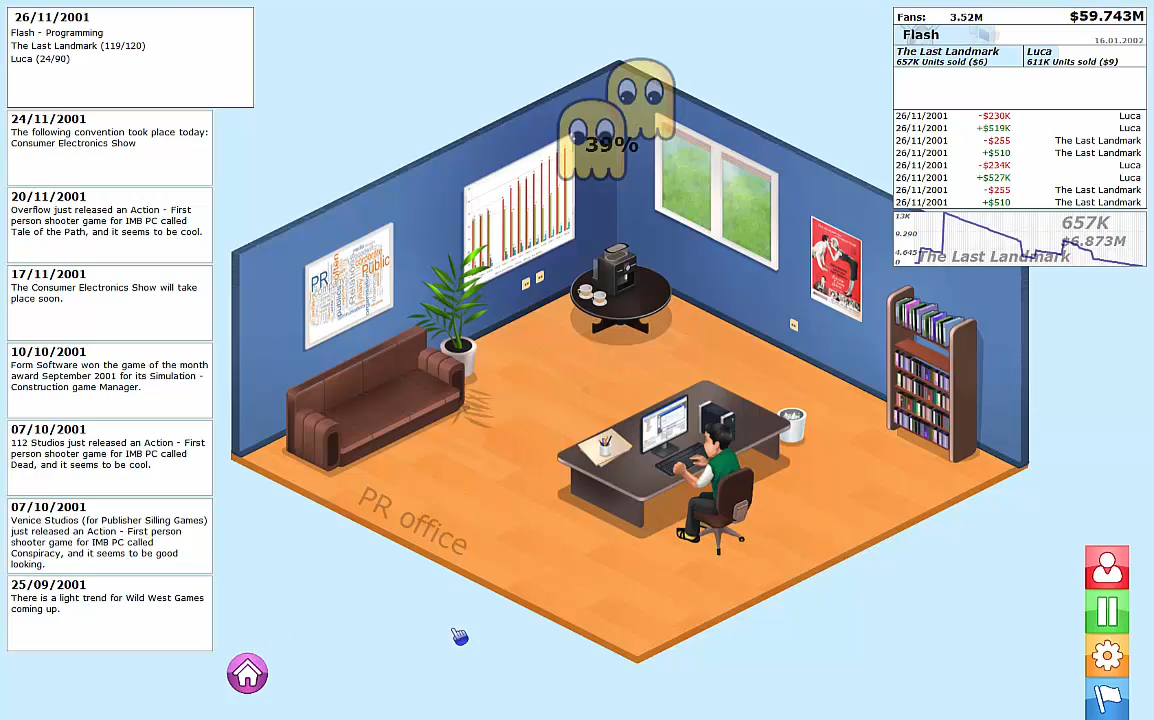 26/11/2001
Flash - Programming
The Last Landmark (119/120)
Luca (24/90)
24/11/2001
The following convention took place today:
Consumer Electronics Show
20/11/2001
Overflow just released an Action - First
person shooter game for IMB PC called
Tale of the Path, and it seems to be cool.
17/11/2001
The Consumer Electronics Show will take
place soon.
10/10/2001
Form Software won the game of the month
award September 2001 for its Simulation -
Construction game Manager.
07/10/2001
112 Studios just released an Action - First
person shooter game for IMB PC called
Dead, and it seems to be cool.
07/10/2001
Venice Studios (for Publisher Silling Games)
just released an Action - First person
shooter game for IMB PC called
Conspiracy, and it seems to be good
looking.
25/09/2001
There is a light trend for Wild West Games
coming up.
39%
PR
Public
corporate
PR office
Fans: 3.52M $59.743M
Flash
16.01.2002
The Last Landmark Luca
657K Units sold ($6) 611K Units sold ($9)
26/11/2001 -$230K Luca
26/11/2001 +$519K Luca
26/11/2001 -$255 The Last Landmark
26/11/2001 +$510 The Last Landmark
26/11/2001 -$234K Luca
26/11/2001 +$527K Luca
26/11/2001 -$255 The Last Landmark
26/11/2001 +$510 The Last Landmark
13K
9.290
4.645
0
657K
$6.873M
The Last Landmark